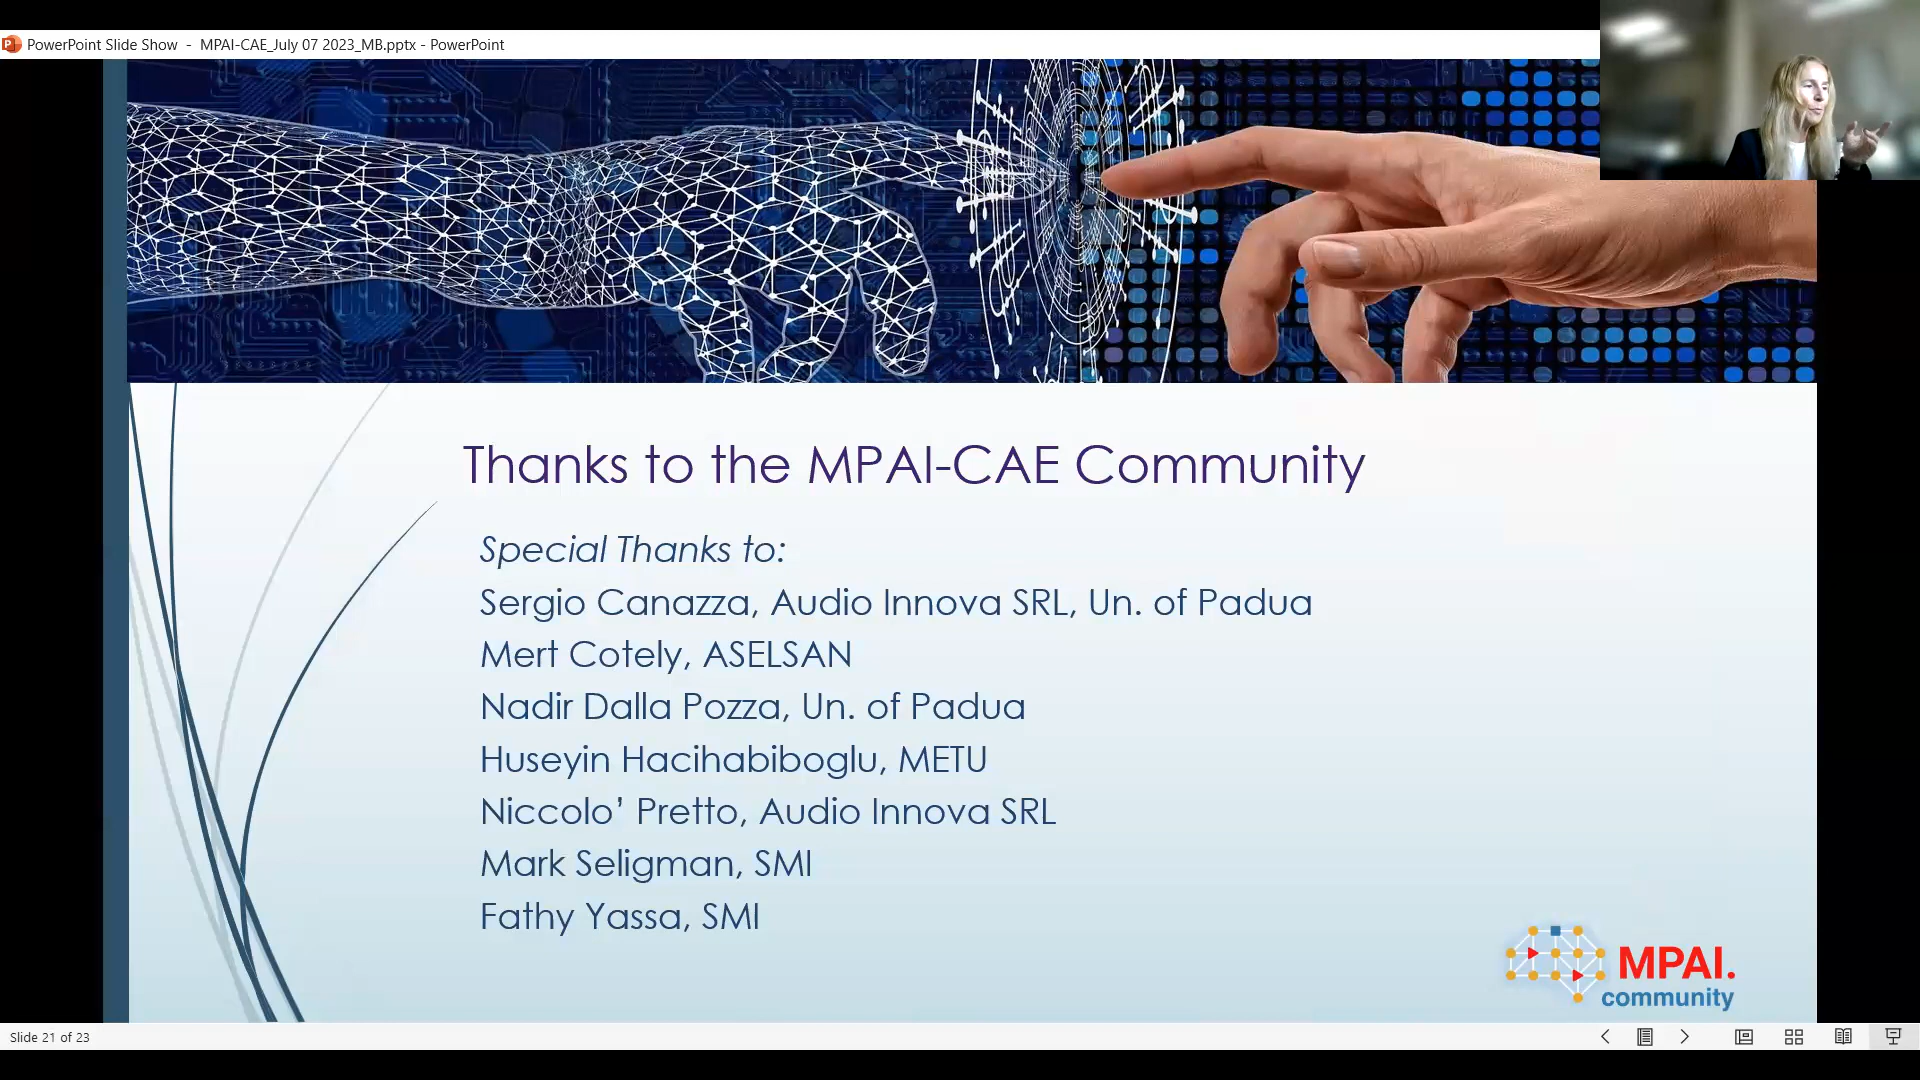 PowerPoint Slide Show - MPAI-CAE_July 07 2023_MB.pptx - PowerPoint
Thanks to the MPAI-CAE Community
Special Thanks to:
Sergio Canazza, Audio Innova SRL, Un. of Padua
Mert Cotely, ASELSAN
Nadir Dalla Pozza, Un. of Padua
Huseyin Hacihabiboglu, METU
Niccolo’ Pretto, Audio Innova SRL
Mark Seligman, SMI
Fathy Yassa, SMI
MPAI.
community
Slide 21 of 23